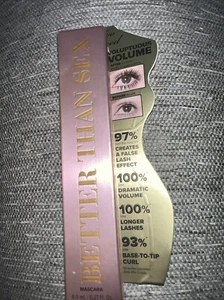 BETTER THAN SEX
MASCARA
VOLUPTUOUS
VOLUME
97%
CREATES
A FALSE
LASH
EFFECT
100%
DRAMATIC
VOLUME
100%
LONGER
LASHES
93%
BASE-TO-TIP
CURL